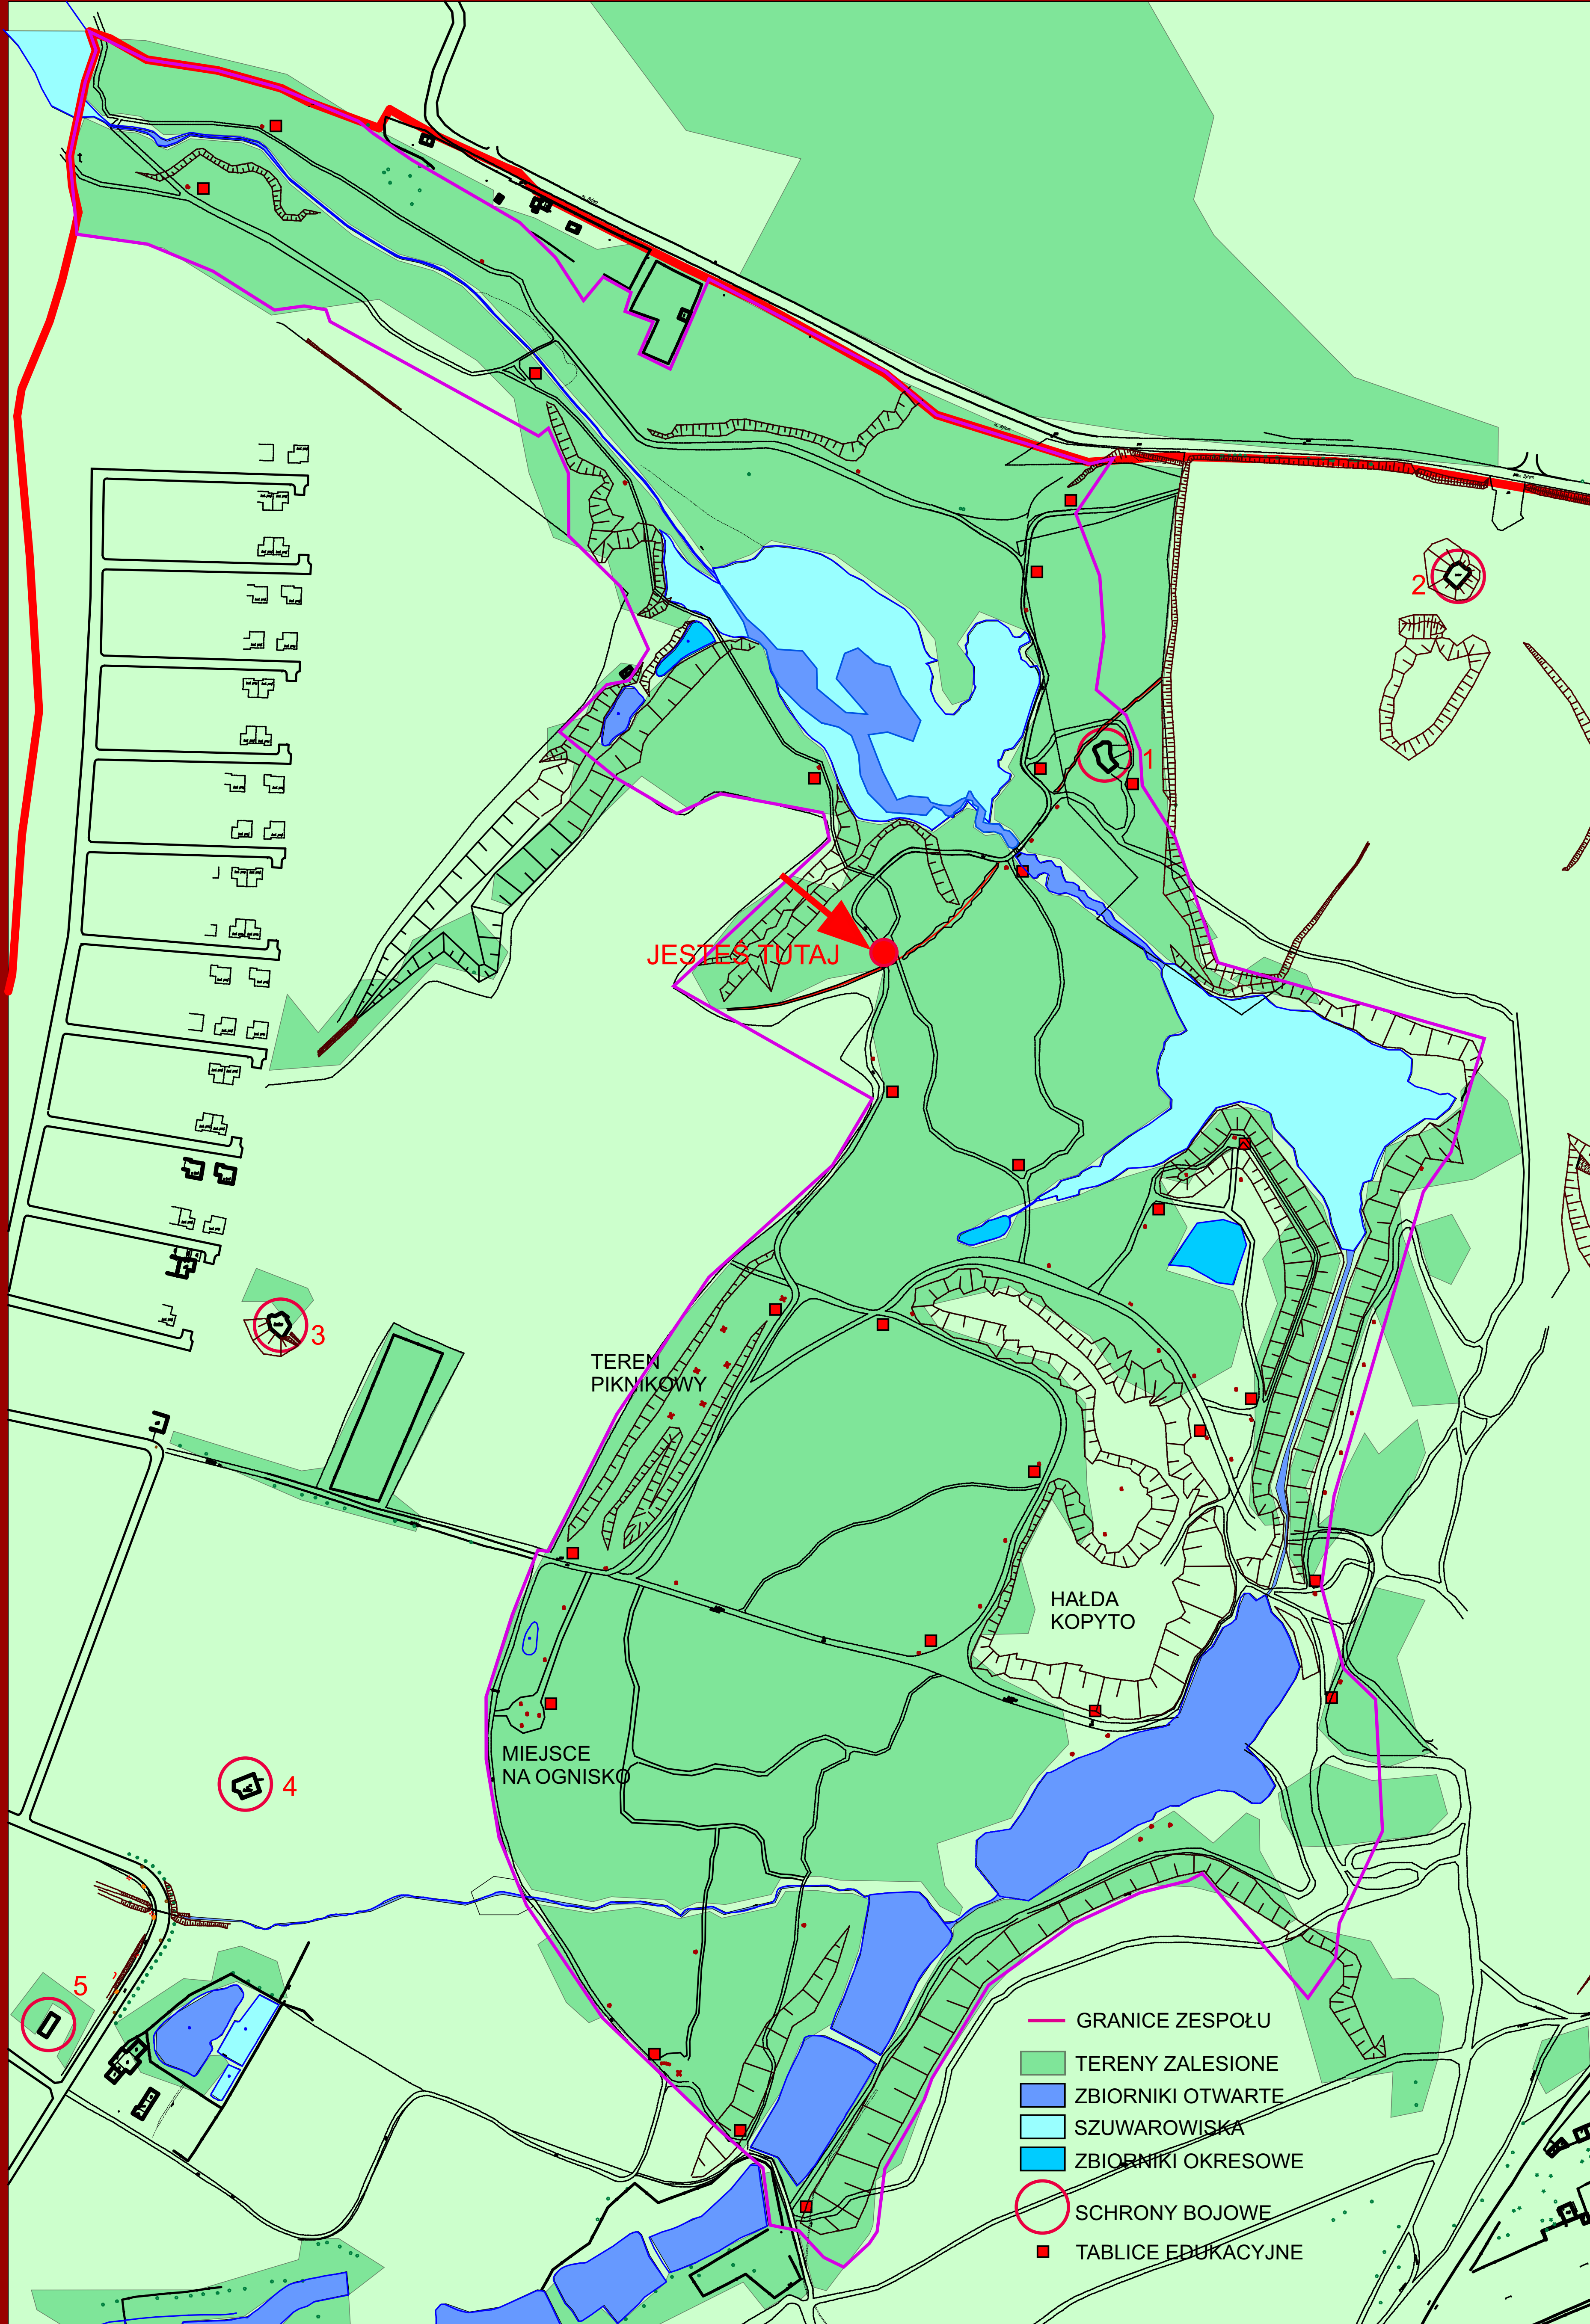 2
1
JESTEŚ TUTAJ
3
TEREN
PIKNIKOWY
HAŁDA
KOPYTO
MIEJSCE
NA OGNISKO
4
5
GRANICE ZESPOŁU
TERENY ZALESIONE
ZBIORNIKI OTWARTE
SZUWAROWISKA
ZBIORNIKI OKRESOWE
SCHRONY BOJOWE
TABLICE EDUKACYJNE